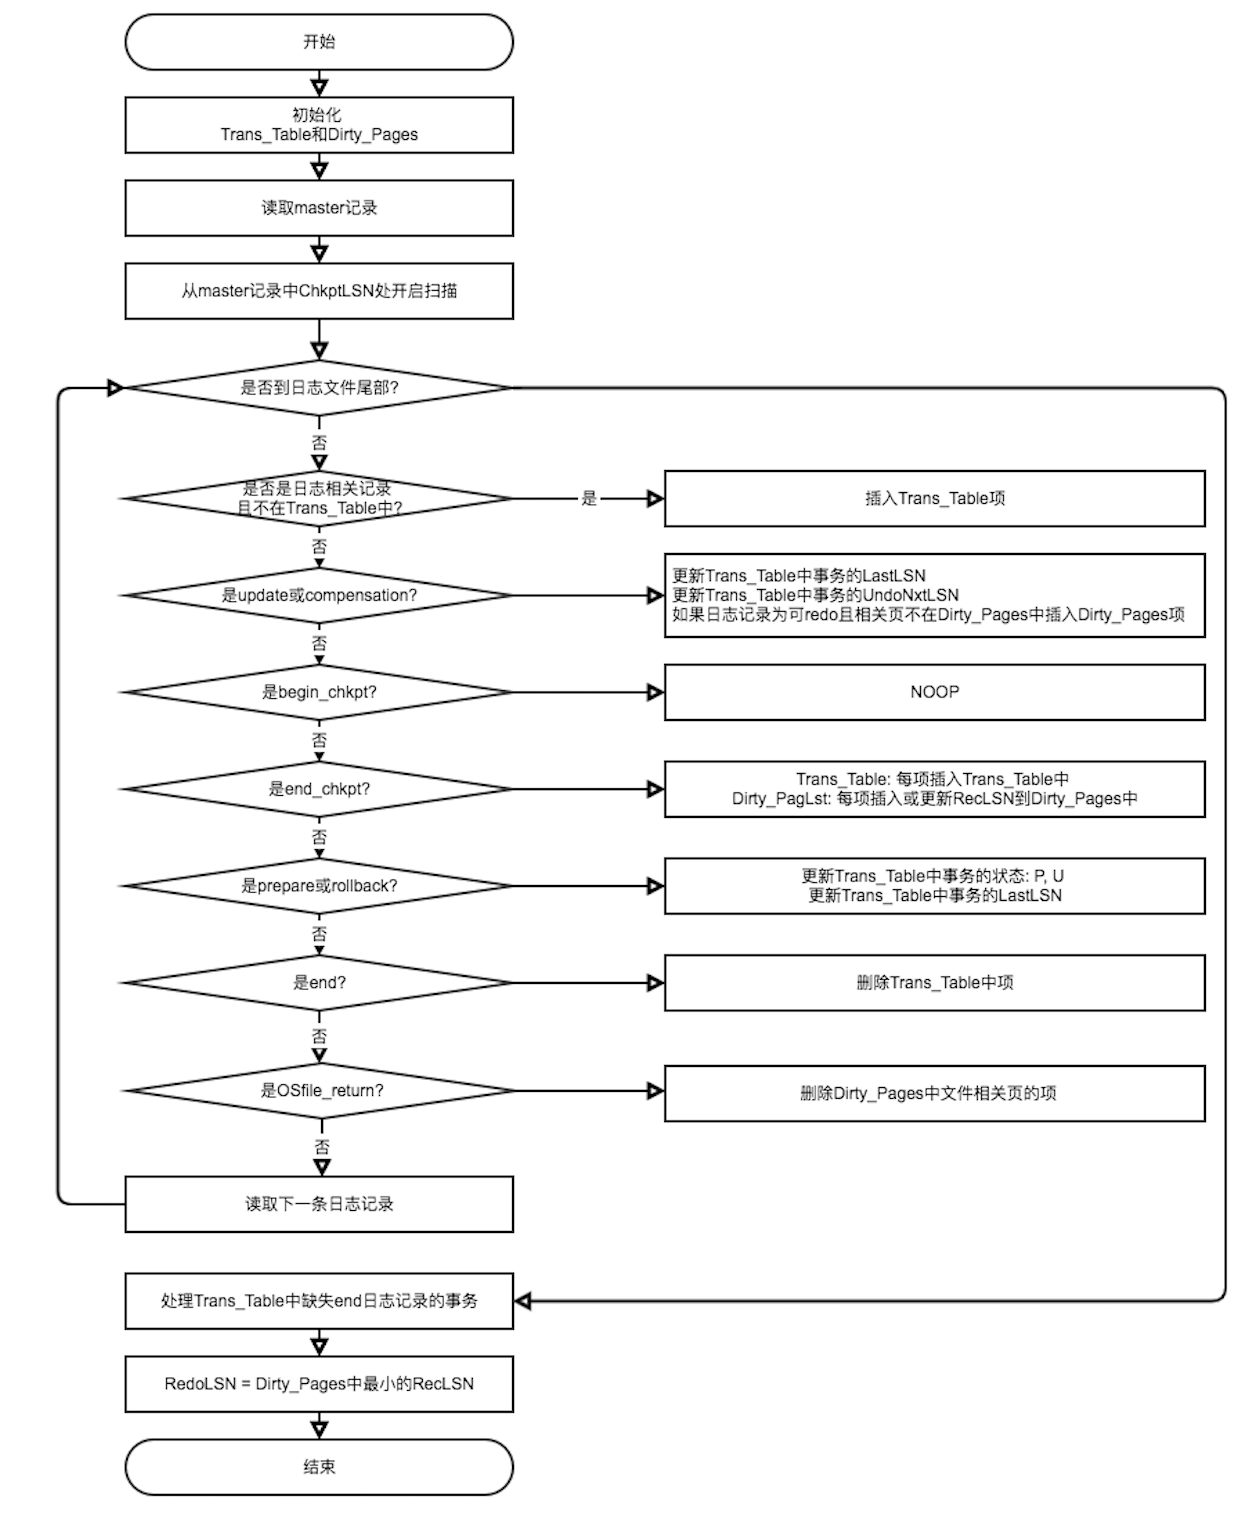 开始
初始化
Trans_Table和Dirty_Pages
读取master记录
从master记录中ChkptLSN处开启扫描
是否到日志文件尾部?
否
是否是日志相关记录
且不在Trans_Table中?
是
插入Trans_Table项
否
是update或compensation?
更新Trans_Table中事务的LastLSN
更新Trans_Table中事务的UndoNxtLSN
如果日志记录为可redo且相关页不在Dirty_Pages中插入Dirty_Pages项
否
是begin_chkpt?
NOOP
否
是end_chkpt?
Trans_Table: 每项插入Trans_Table中
Dirty_PagLst: 每项插入或更新RecLSN到Dirty_Pages中
否
是prepare或rollback?
更新Trans_Table中事务的状态: P, U
更新Trans_Table中事务的LastLSN
否
是end?
删除Trans_Table中项
否
是OSfile_return?
删除Dirty_Pages中文件相关页的项
否
读取下一条日志记录
处理Trans_Table中缺失end日志记录的事务
RedoLSN = Dirty_Pages中最小的RecLSN
结束